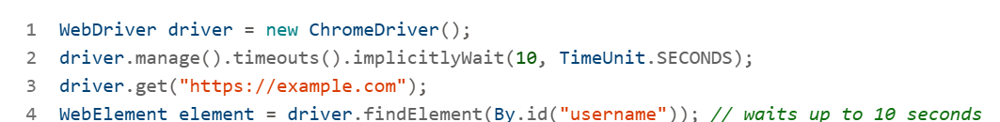 1 WebDriver driver = new ChromeDriver();
2 driver.manage().timeouts().implicitlyWait(10, TimeUnit.SECONDS);
3 driver.get("https://example.com");
4 WebElement element = driver.findElement(By.id("username")); // waits up to 10 seconds